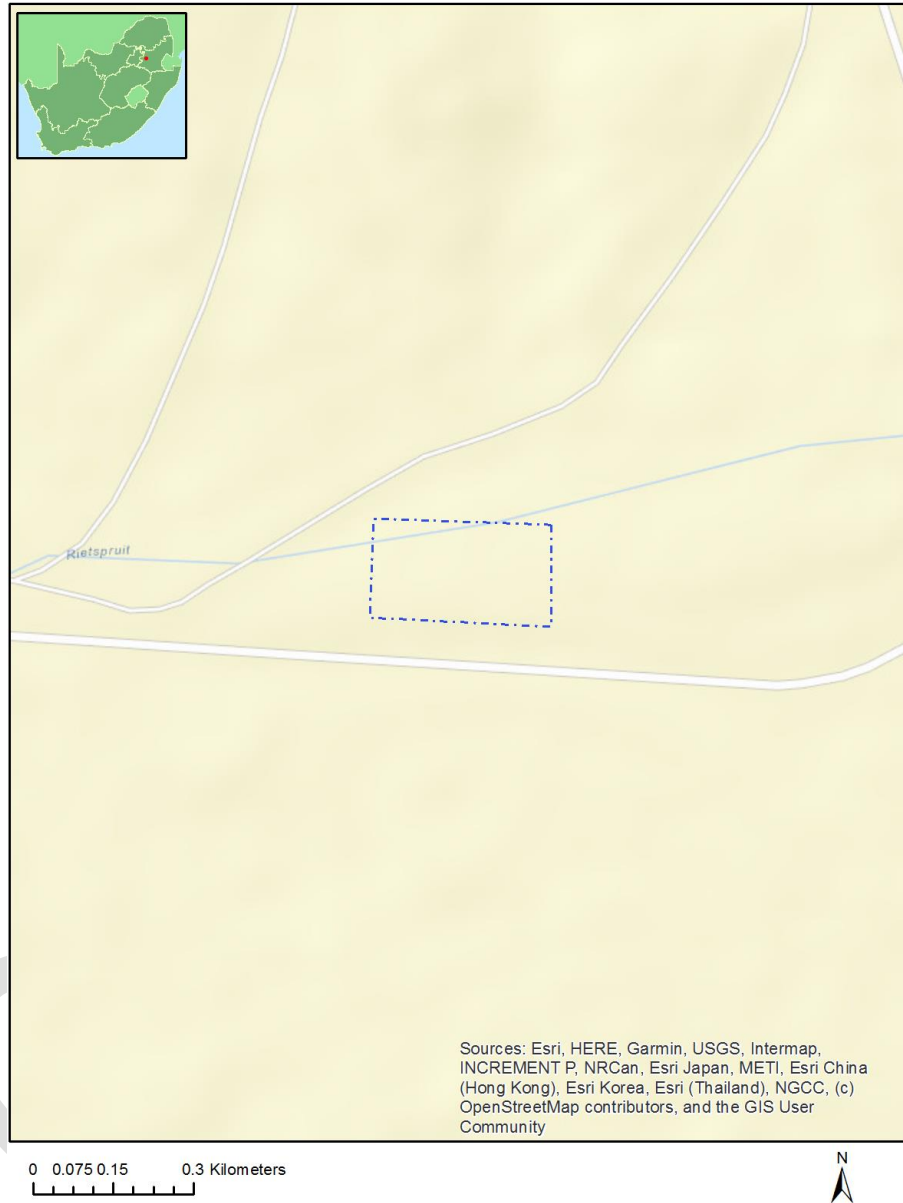 Rietspruit
Sources: Esri, HERE, Garmin, USGS, Intermap,
INCREMENT P, NRCan, Esri Japan, METI, Esri China
(Hong Kong), Esri Korea, Esri (Thailand), NGCC, (c)
OpenStreetMap contributors, and the GIS User
Community
0 0.075 0.15 0.3 Kilometers
N